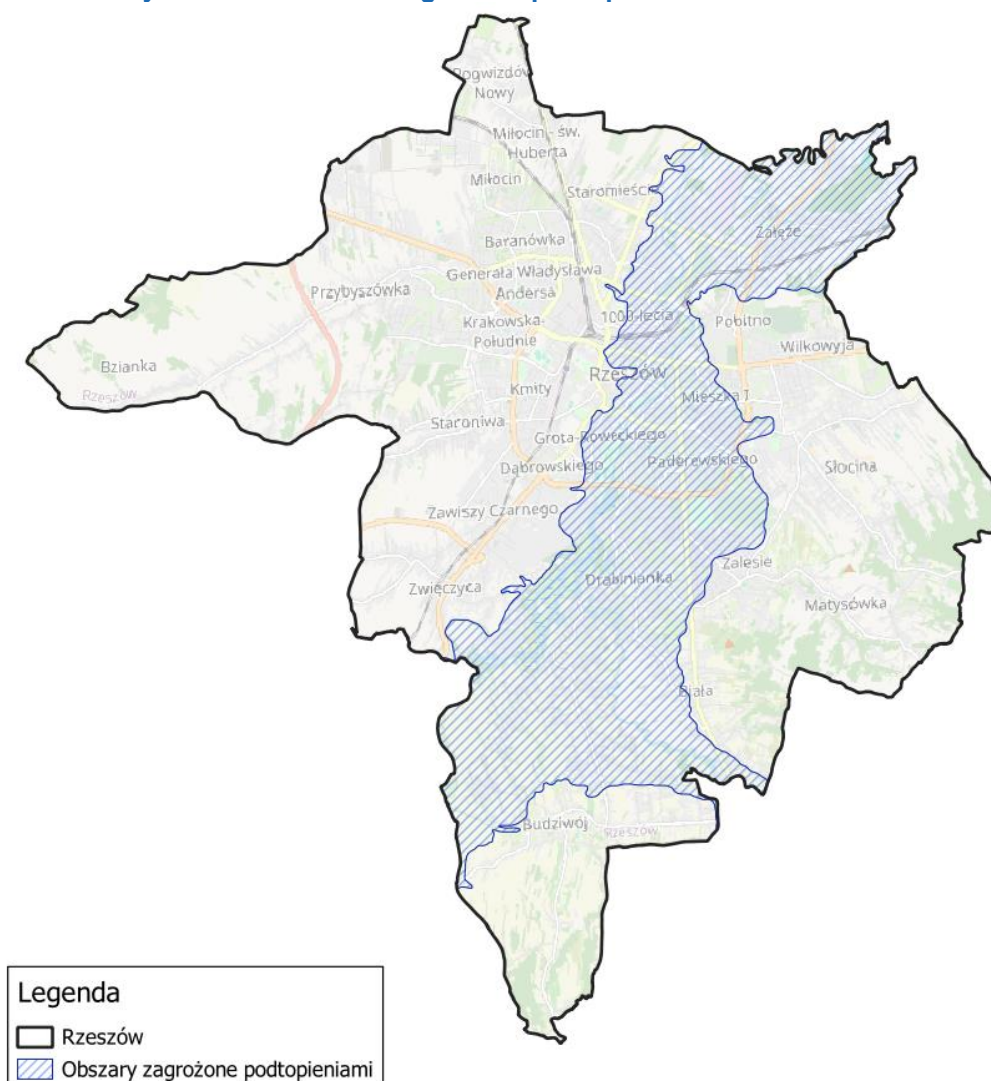 Pogwizdów
Nowy
Miłocin - św.
Huberta
Miłocin
Staromieście
Załęże
Baranówka
Generała Władysława
Andersa
Przybyszówka
1000-lecia
Pobitno
Krakowska-
Południe
Wilkowyja
Bzianka
Rzeszów
Rzeszów
Kmity
Mieszka I
Staroniwa
Grota-Roweckiego
Dąbrowskiego
Paderewskiego
Słocina
Zawiszy Czarnego
Zwięczyca
Drabinianka
Zalesie
Matysówka
Biała
Budziwój
Rzeszów
Legenda
Rzeszów
Obszary zagrożone podtopieniami